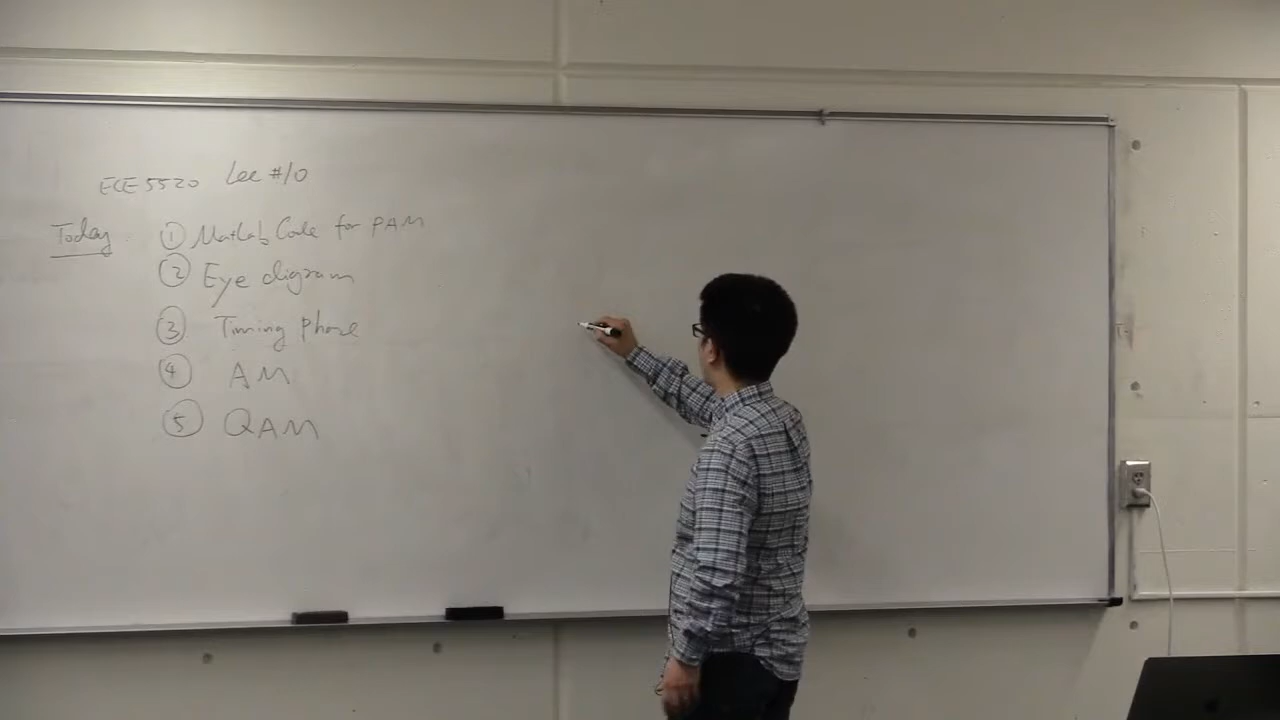 ECE 5520 Lec #10
Today ① Matlab Code for PAM
② Eye digram
③ Timing Phase
④ AM
⑤ QAM